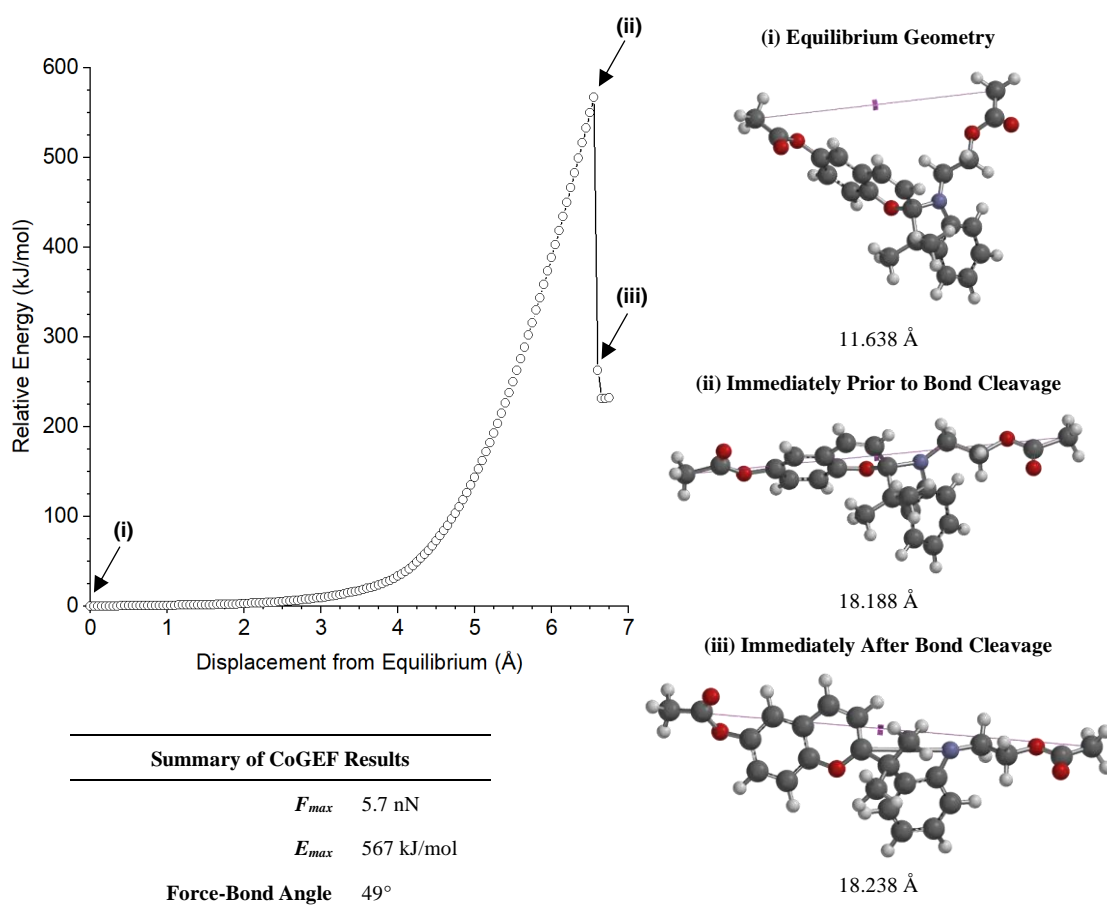 (ii)
(iii)
(i)
600
500
400
300
200
100
0
Relative Energy (kJ/mol)
0 1 2 3 4 5 6 7
Displacement from Equilibrium (Å)
Summary of CoGEF Results
Fmax 5.7 nN
Emax 567 kJ/mol
Force-Bond Angle 49°
(i) Equilibrium Geometry
11.638 Å
(ii) Immediately Prior to Bond Cleavage
18.188 Å
(iii) Immediately After Bond Cleavage
18.238 Å